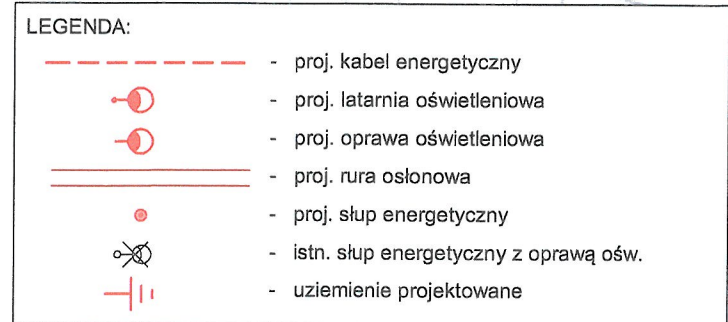 LEGENDA:
- proj. kabel energetyczny
- proj. latarnia oświetleniowa
- proj. oprawa oświetleniowa
- proj. rura osłonowa
- proj. słup energetyczny
- istn. słup energetyczny z oprawą ośw.
- uziemienie projektowane